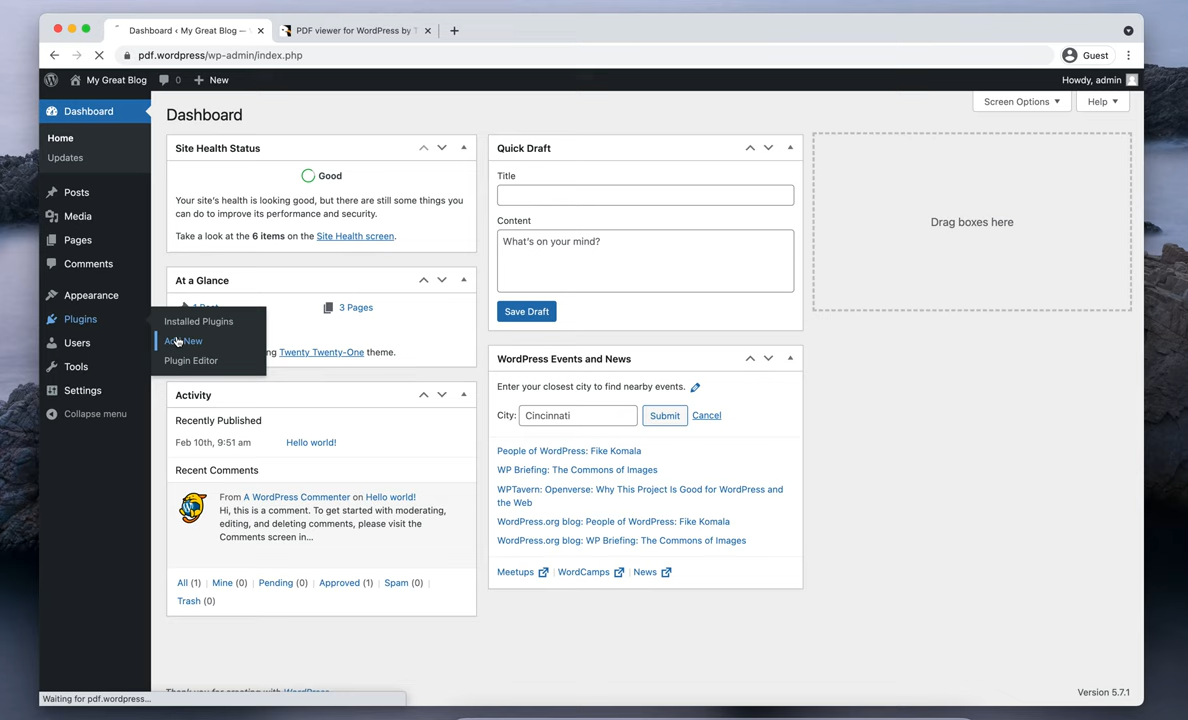 Dashboard ‹ My Great Blog —
PDF viewer for WordPress by T
pdf.wordpress/wp-admin/index.php
Guest
My Great Blog
0
New
Howdy, admin
Dashboard
Home
Updates
Posts
Media
Pages
Comments
Appearance
Plugins
Users
Tools
Settings
Collapse menu
Installed Plugins
Add New
Plugin Editor
Screen Options
Help
Dashboard
Site Health Status
Good
Your site's health is looking good, but there are still some things you
can do to improve its performance and security.
Take a look at the 6 items on the Site Health screen.
At a Glance
3 Pages
Twenty Twenty-One theme.
Activity
Recently Published
Feb 10th, 9:51 am
Hello world!
Recent Comments
From A WordPress Commenter on Hello world!
Hi, this is a comment. To get started with moderating,
editing, and deleting comments, please visit the
Comments screen in...
All (1) | Mine (0) | Pending (0) | Approved (1) | Spam (0) |
Trash (0)
Quick Draft
Title
Content
What's on your mind?
Save Draft
WordPress Events and News
Enter your closest city to find nearby events.
City:
Cincinnati
Submit
Cancel
People of WordPress: Fike Komala
WP Briefing: The Commons of Images
WPTavern: Openverse: Why This Project Is Good for WordPress and
the Web
WordPress.org blog: People of WordPress: Fike Komala
WordPress.org blog: WP Briefing: The Commons of Images
Meetups | WordCamps | News
Drag boxes here
Thank you for creating with WordPress.
Version 5.7.1
Waiting for pdf.wordpress...